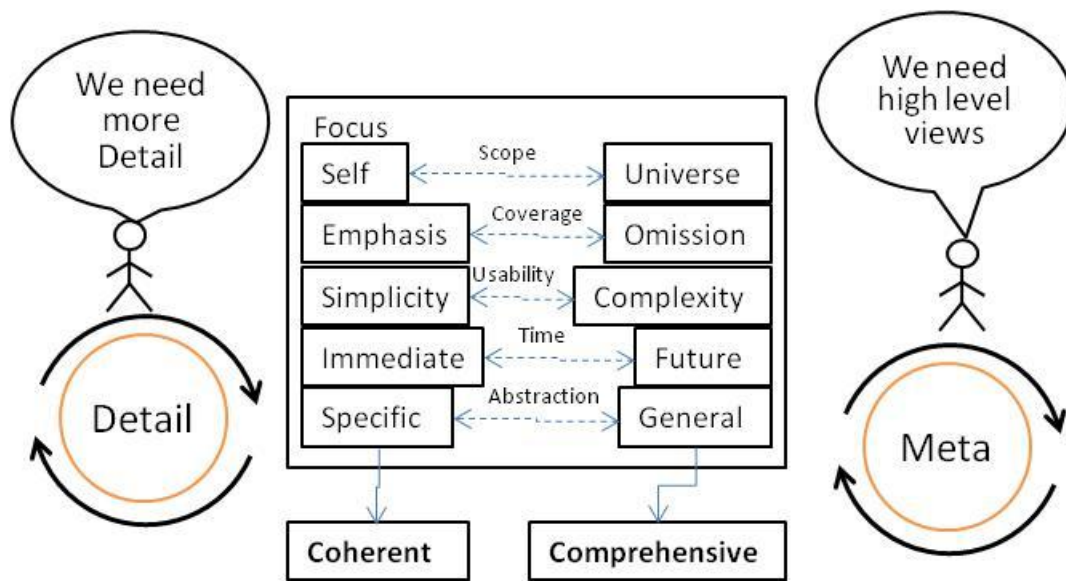 We need
more
Detail
We need
high level
views
Focus
Self
Scope
Universe
Emphasis
Coverage
Omission
Simplicity
Usability
Complexity
Immediate
Time
Future
Specific
Abstraction
General
Detail
Meta
Coherent
Comprehensive